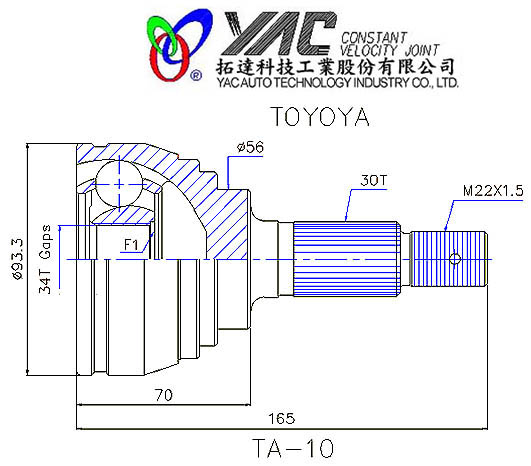 YAC CONSTANT
VELOCITY JOINT
®
拓達科技工業股份有限公司
YAC AUTO TECHNOLOGY INDUSTRY CO., LTD.
TOYOYA
ø56
30T
M22X1.5
ø93.3
34T Gaps
F1
70
165
TA-10